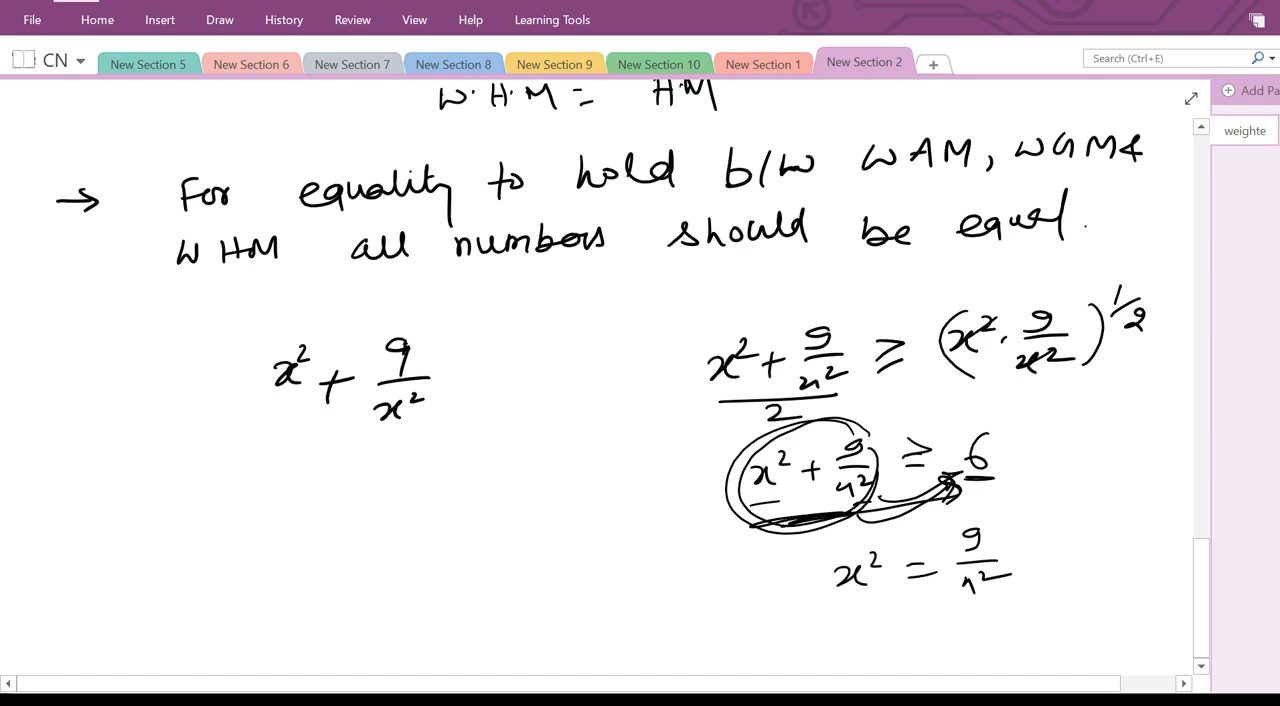 File Home Insert Draw History Review View Help Learning Tools
CN New Section 5 New Section 6 New Section 7 New Section 8 New Section 9 New Section 10 New Section 1 New Section 2 + Search (Ctrl+E)
Add Pa
weighte
W.H.M = H.M
→ For equality to hold b/w WAM, WGM &
WHM all numbers should be equal.
x² + 9/x²
(x² + 9/x²)/2 ≥ (x² · 9/x²)^1/2
x² + 9/x² ≥ 6
x² = 9/x²